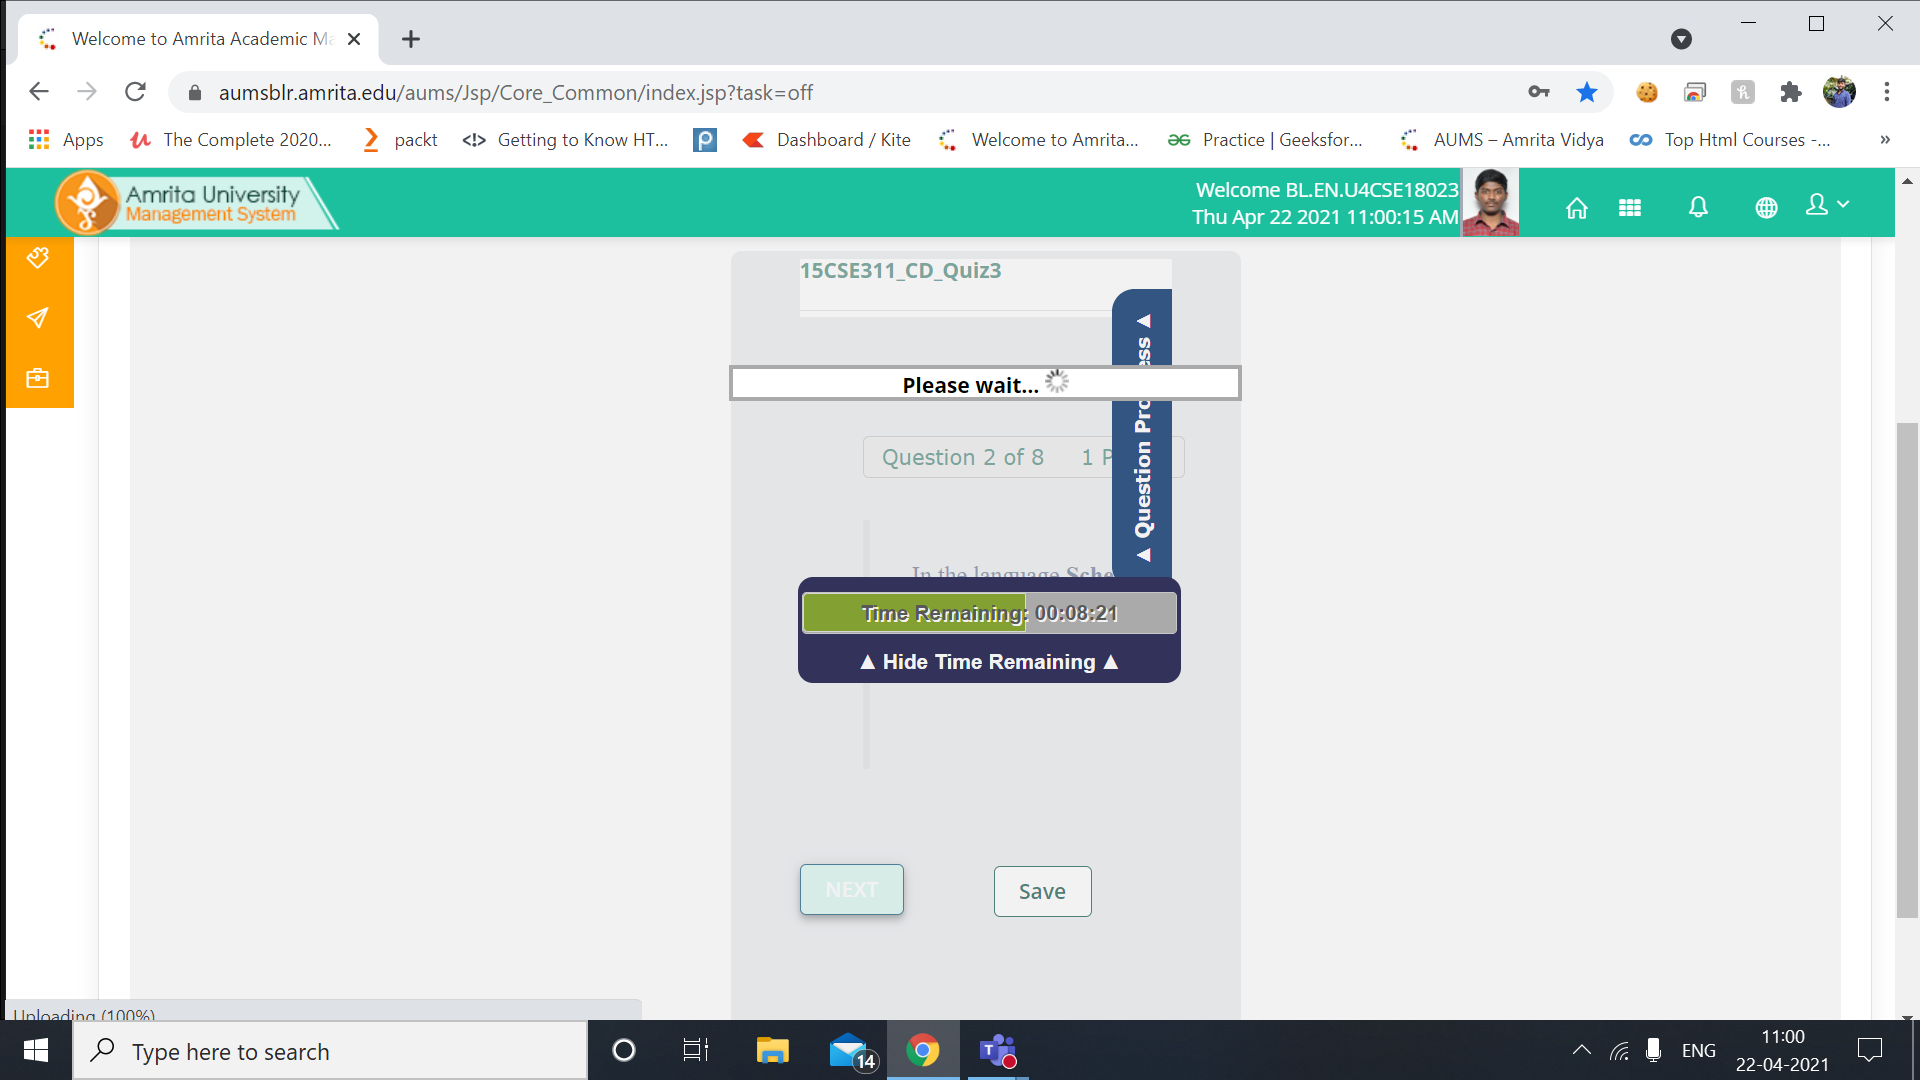 Welcome to Amrita Academic Ma
aumsblr.amrita.edu/aums/Jsp/Core_Common/index.jsp?task=off
Apps
The Complete 2020...
packt
Getting to Know HT...
Dashboard / Kite
Welcome to Amrita...
Practice | Geeksfor...
AUMS – Amrita Vidya
Top Html Courses -...
»
Amrita University
Management System
Welcome BL.EN.U4CSE18023
Thu Apr 22 2021 11:00:15 AM
15CSE311_CD_Quiz3
Please wait...
▲ Question Pro ess ▲
Question 2 of 8 1 P
In the language Sche
Time Remaining: 00:08:21
▲ Hide Time Remaining ▲
NEXT
Save
Uploading (100%)
Type here to search
14
ENG
11:00
22-04-2021